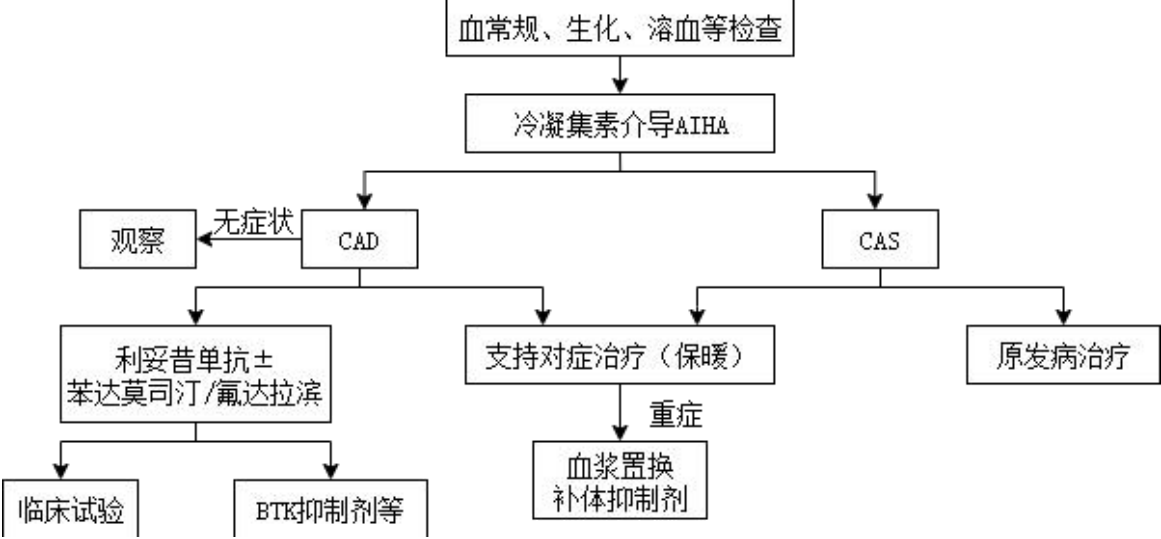 血常规、生化、溶血等检查
冷凝集素介导AIHA
观察
无症状
CAD
CAS
利妥昔单抗±
苯达莫司汀/氟达拉滨
支持对症治疗（保暖）
原发病治疗
重症
临床试验
BTK抑制剂等
血浆置换
补体抑制剂